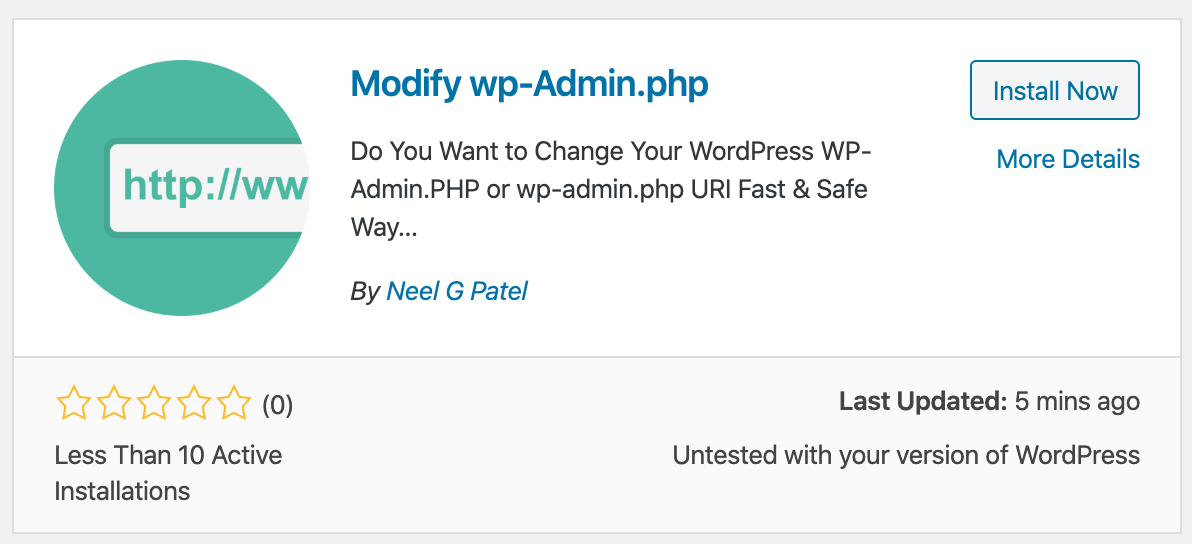 http://ww
Modify wp-Admin.php
Install Now
More Details
Do You Want to Change Your WordPress WP-
Admin.PHP or wp-admin.php URI Fast & Safe
Way...
By Neel G Patel
(0)
Last Updated: 5 mins ago
Less Than 10 Active
Installations
Untested with your version of WordPress